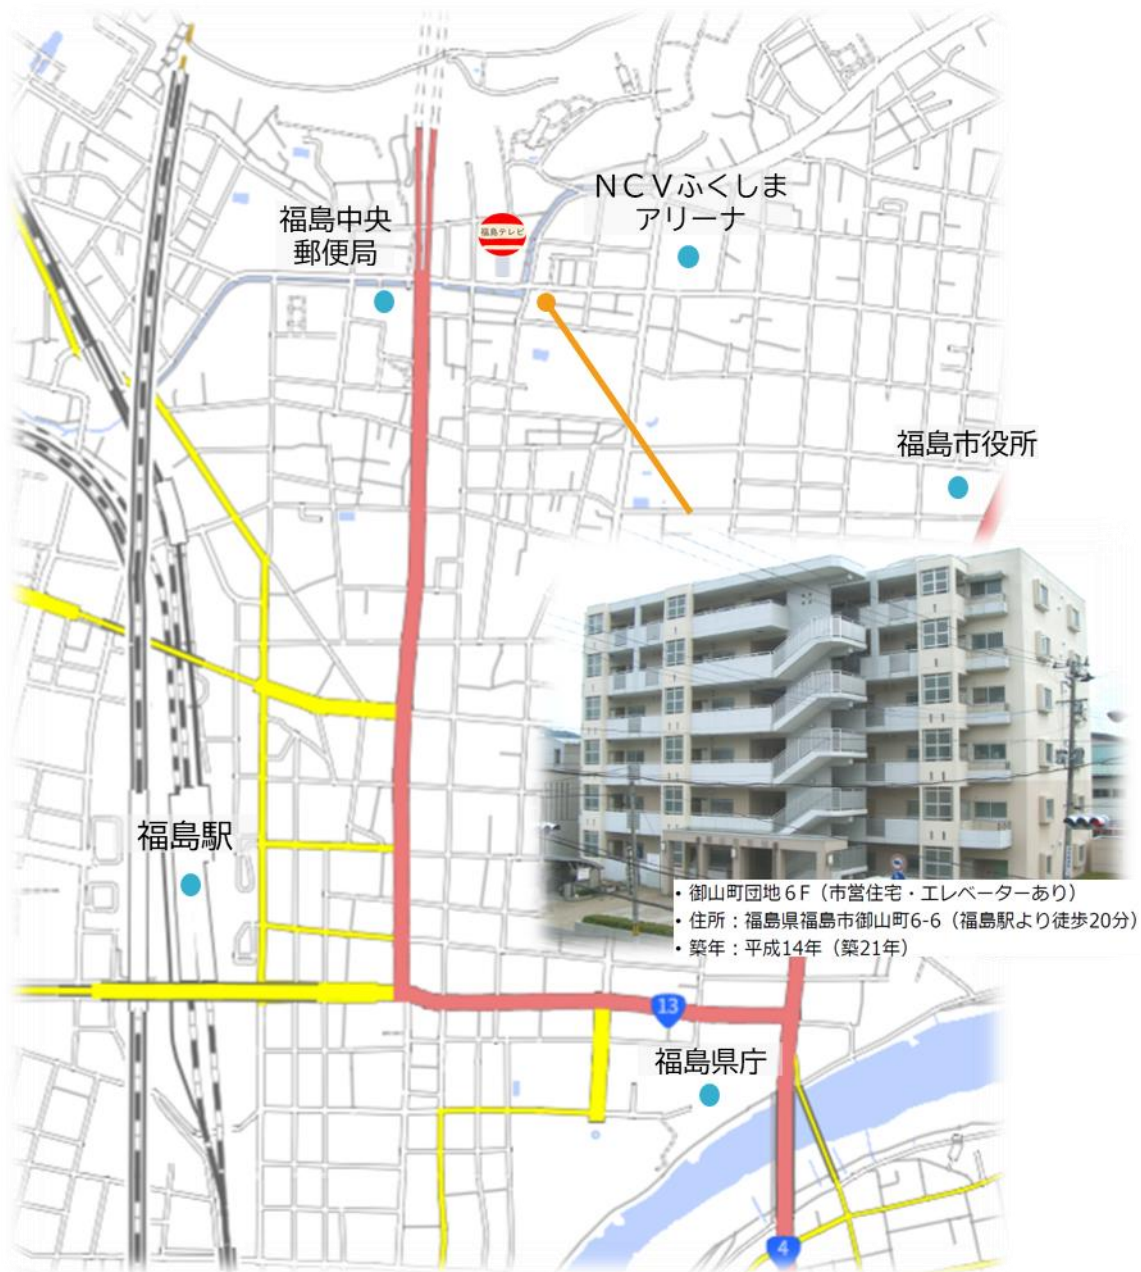 NCVふくしま
アリーナ
福島中央
郵便局
福島テレビ
福島市役所
福島駅
・御山町団地６F（市営住宅・エレベーターあり）
・住所：福島県福島市御山町6-6（福島駅より徒歩20分）
・築年：平成14年（築21年）
13
福島県庁
4